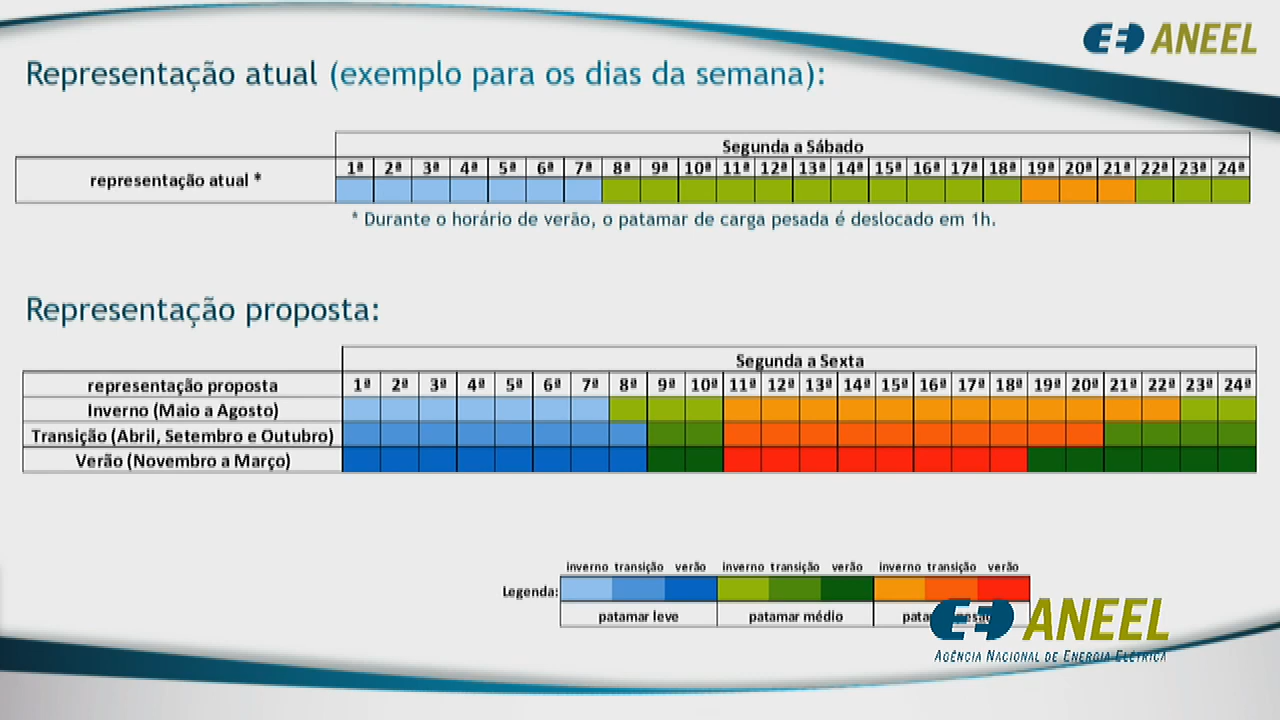 ANEEL
Representação atual (exemplo para os dias da semana):
Segunda a Sábado
representação atual * 1ª 2ª 3ª 4ª 5ª 6ª 7ª 8ª 9ª 10ª 11ª 12ª 13ª 14ª 15ª 16ª 17ª 18ª 19ª 20ª 21ª 22ª 23ª 24ª
* Durante o horário de verão, o patamar de carga pesada é deslocado em 1h.
Representação proposta:
Segunda a Sexta
representação proposta 1ª 2ª 3ª 4ª 5ª 6ª 7ª 8ª 9ª 10ª 11ª 12ª 13ª 14ª 15ª 16ª 17ª 18ª 19ª 20ª 21ª 22ª 23ª 24ª
Inverno (Maio a Agosto)
Transição (Abril, Setembro e Outubro)
Verão (Novembro a Março)
inverno transição verão inverno transição verão inverno transição verão
Legenda:
patamar leve patamar médio
ANEEL
AGÊNCIA NACIONAL DE ENERGIA ELÉTRICA